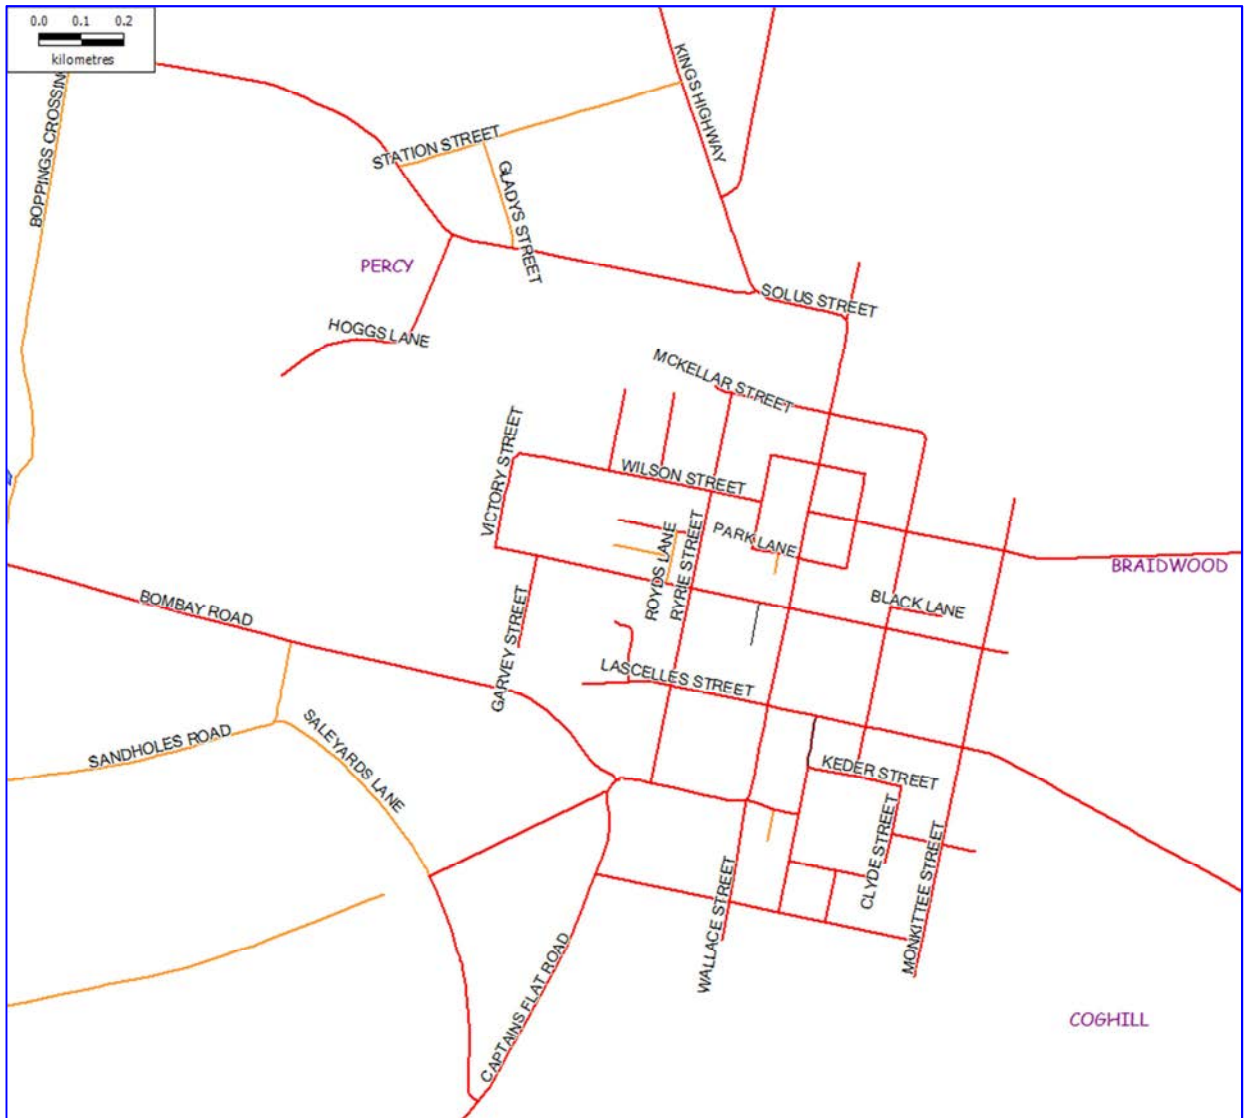 0.0 0.1 0.2
kilometres
BOPPINGS CROSSING
KINGS HIGHWAY
STATION STREET
GLADYS STREET
PERCY
SOLUS STREET
HOGGS LANE
MCKELLAR STREET
VICTORY STREET
WILSON STREET
ROYDS LANE
RYRIE STREET
PARK LANE
BRAIDWOOD
BOMBAY ROAD
BLACK LANE
GARVEY STREET
LASCELLES STREET
SANDHOLES ROAD
SALEYARDS LANE
KEDER STREET
CLYDE STREET
MONKITTEE STREET
WALLACE STREET
CAPTAINS FLAT ROAD
COGHILL